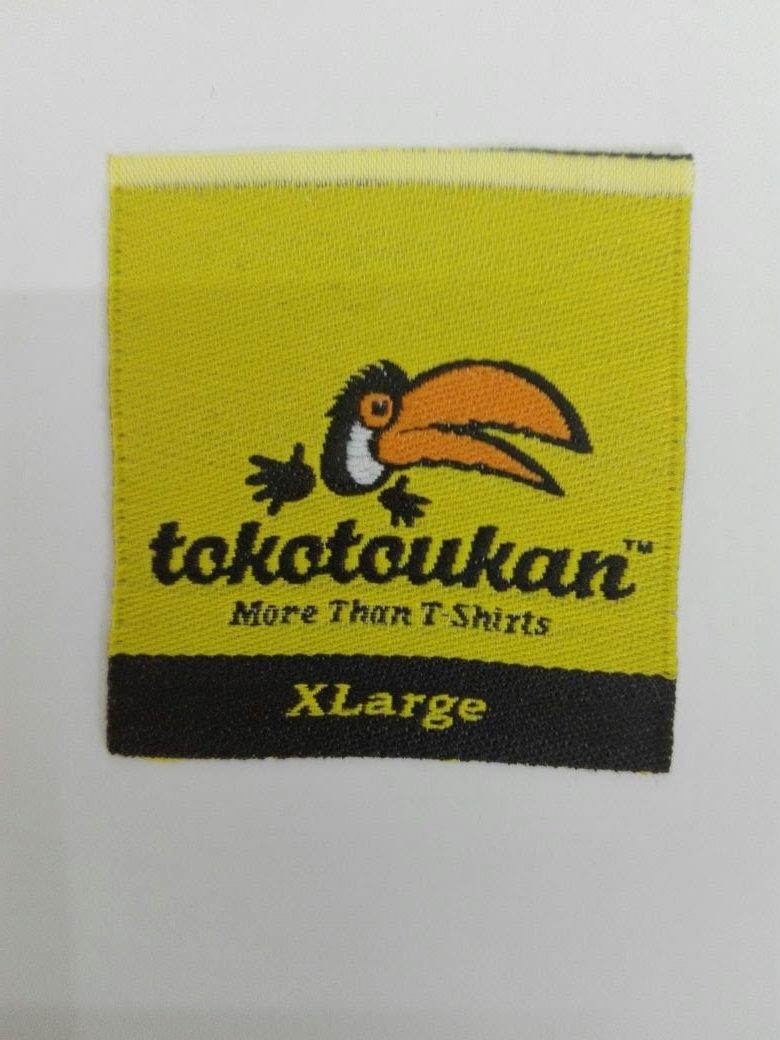 tokotoukan™
More Than T-Shirts
XLarge